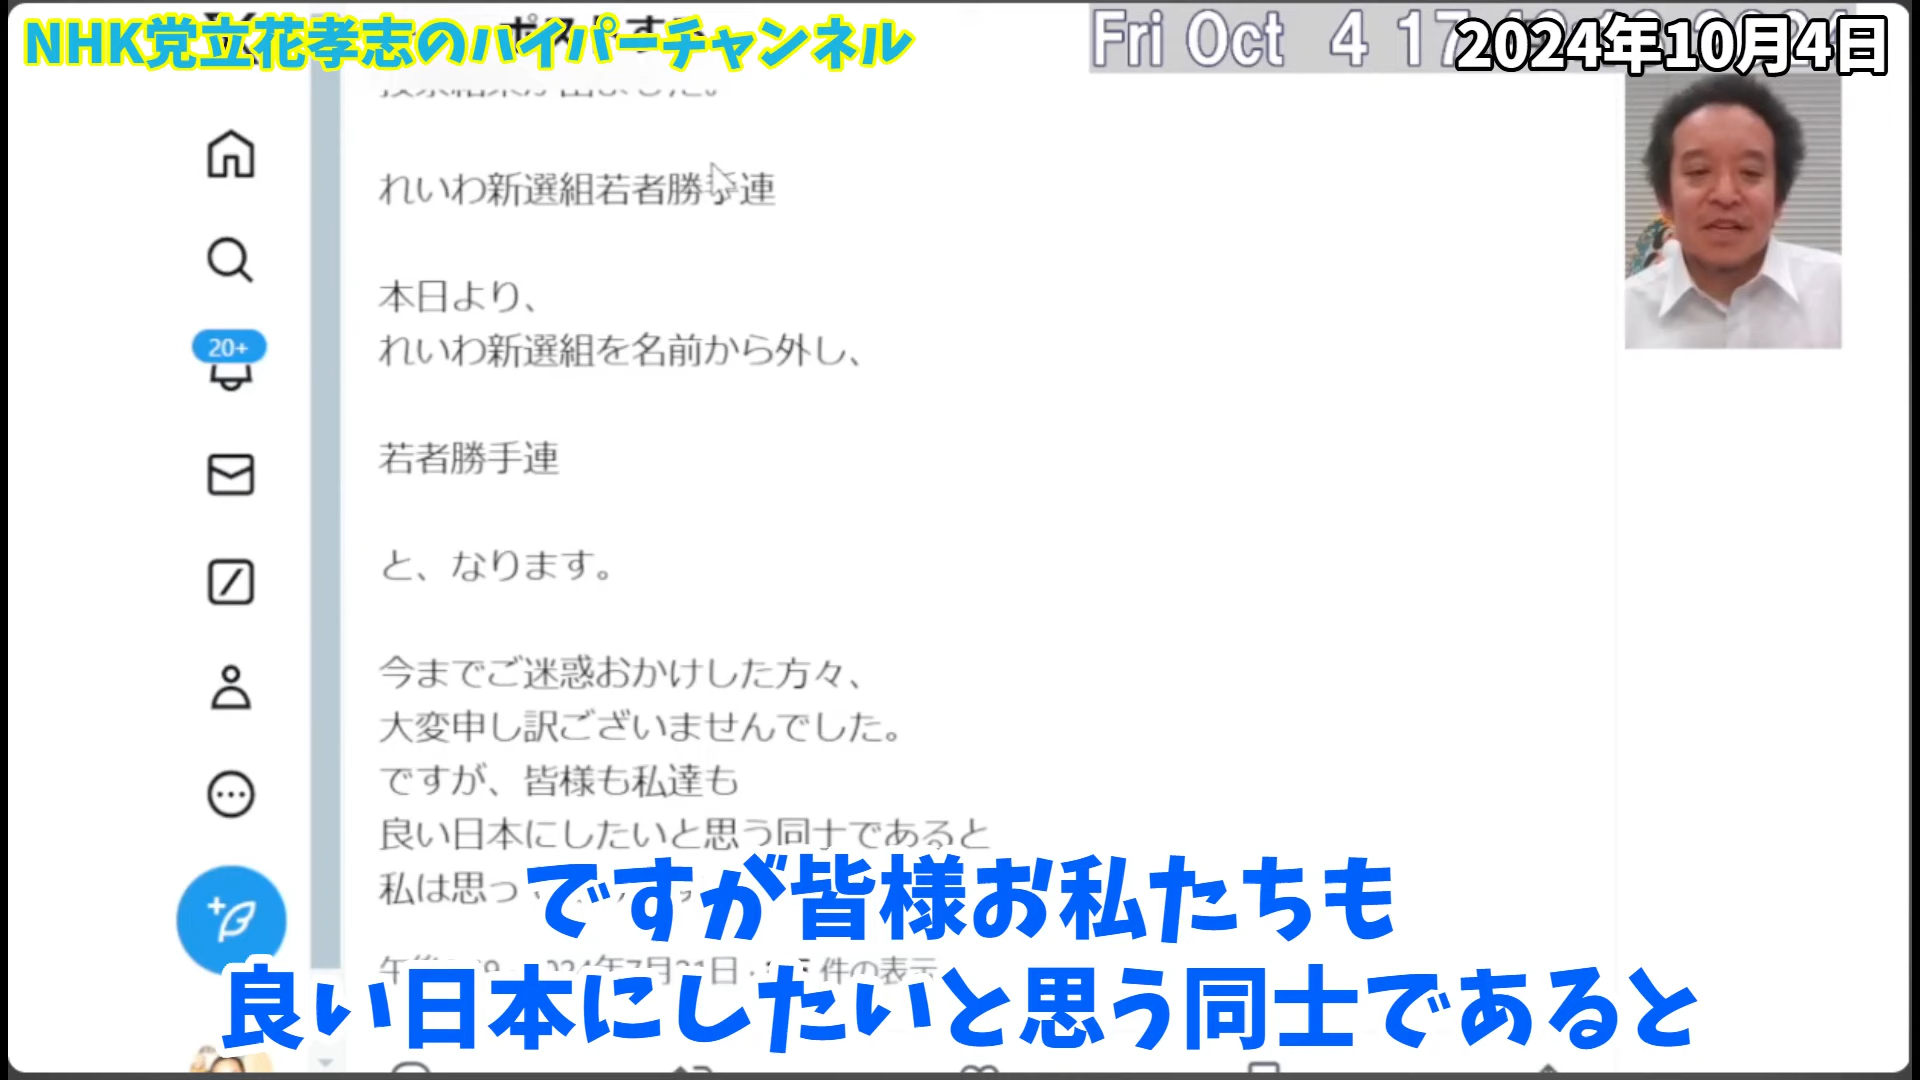 NHK党立花孝志のハイパーチャンネル
Fri Oct 4 17
2024年10月4日
れいわ新選組若者勝手連
本日より、
れいわ新選組を名前から外し、
20+
若者勝手連
と、なります。
今までご迷惑おかけした方々、
大変申し訳ございませんでした。
ですが、皆様も私達も
良い日本にしたいと思う同士であると
私は思っ
ですが皆様お私たちも
件の表示
良い日本にしたいと思う同士であると